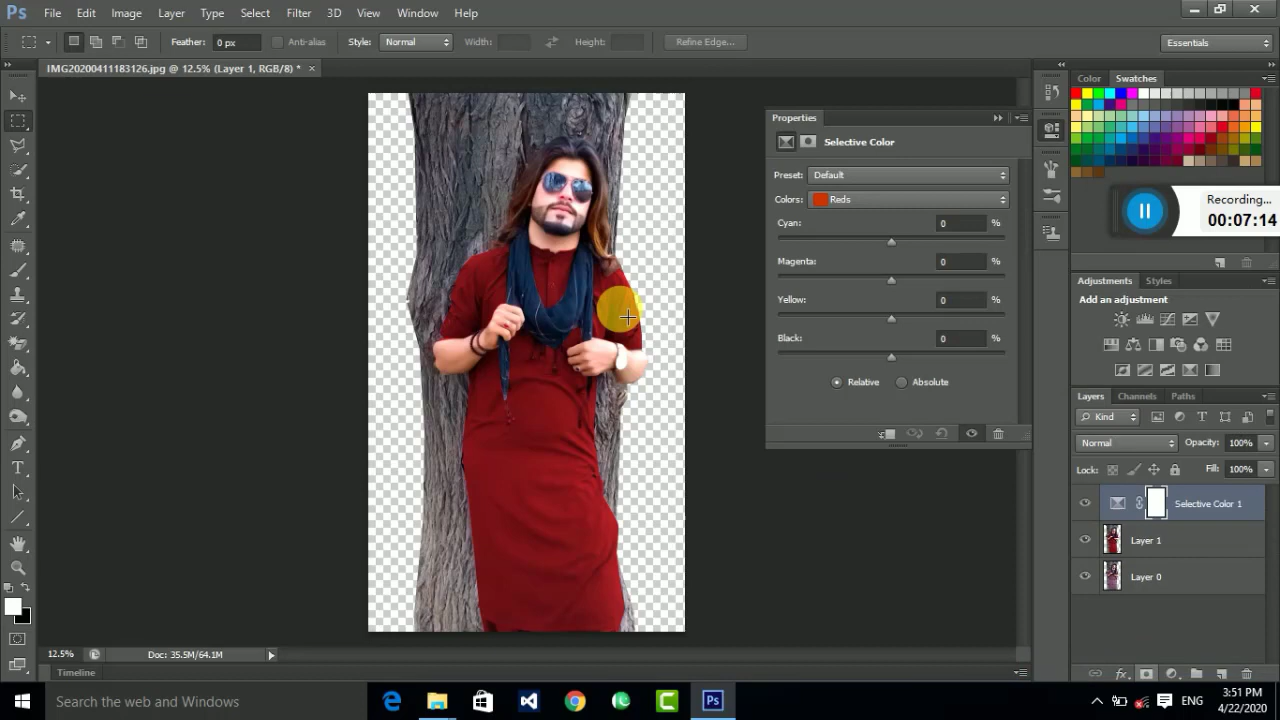 Ps File Edit Image Layer Type Select Filter 3D View Window Help
Feather: 0 px Anti-alias Style: Normal Width: Height: Refine Edge... Essentials
IMG20200411183126.jpg @ 12.5% (Layer 1, RGB/8) * ×
Color Swatches
Properties
Selective Color
Preset: Default
Colors: Reds
Cyan: 0 %
Magenta: 0 %
Yellow: 0 %
Black: 0 %
Relative Absolute
Recording...
00:07:14
Adjustments Styles
Add an adjustment
Layers Channels Paths
Kind
Normal Opacity: 100%
Lock: Fill: 100%
Selective Color 1
Layer 1
Layer 0
12.5% Doc: 35.5M/64.1M
Timeline
Search the web and Windows
Ps
ENG
3:51 PM
4/22/2020